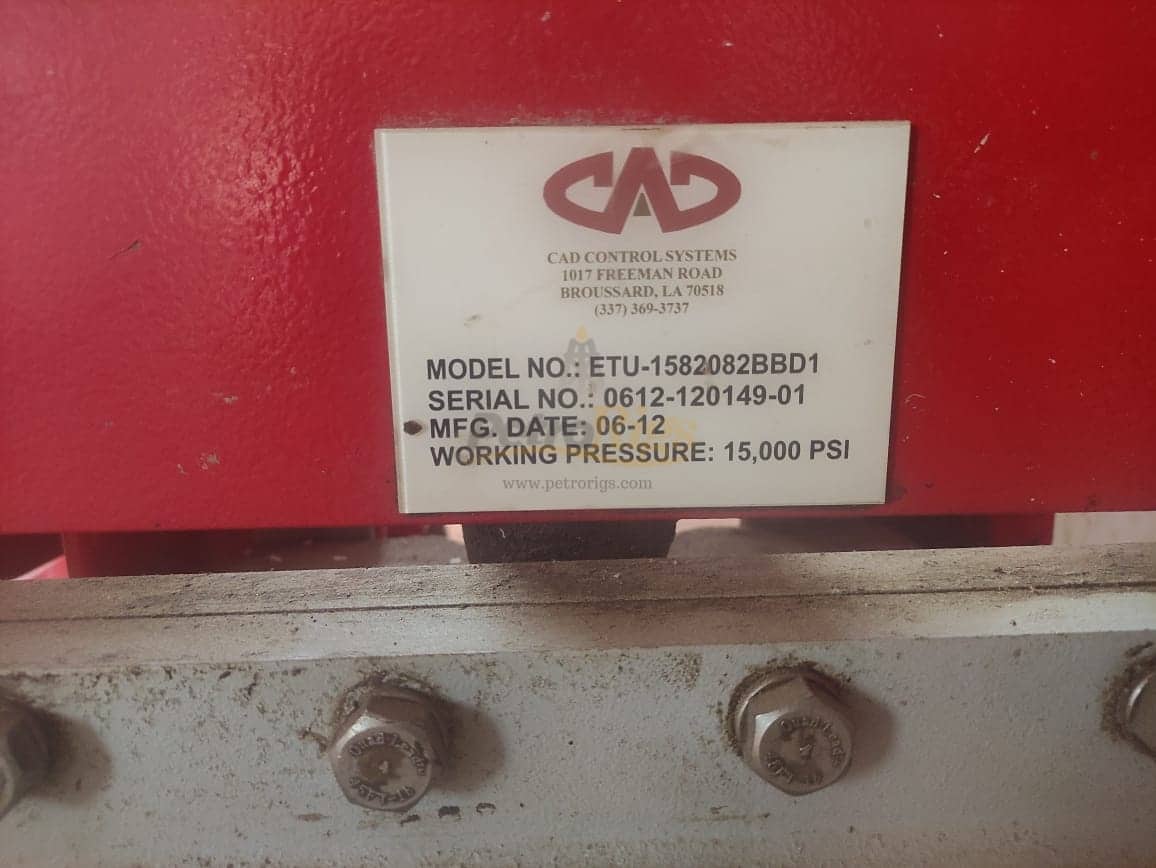 CAD
CAD CONTROL SYSTEMS
1017 FREEMAN ROAD
BROUSSARD, LA 70518
(337) 369-3737
MODEL NO.: ETU-1582082BBD1
SERIAL NO.: 0612-120149-01
MFG. DATE: 06-12
PetroRigs
WORKING PRESSURE: 15,000 PSI
www.petrorigs.com